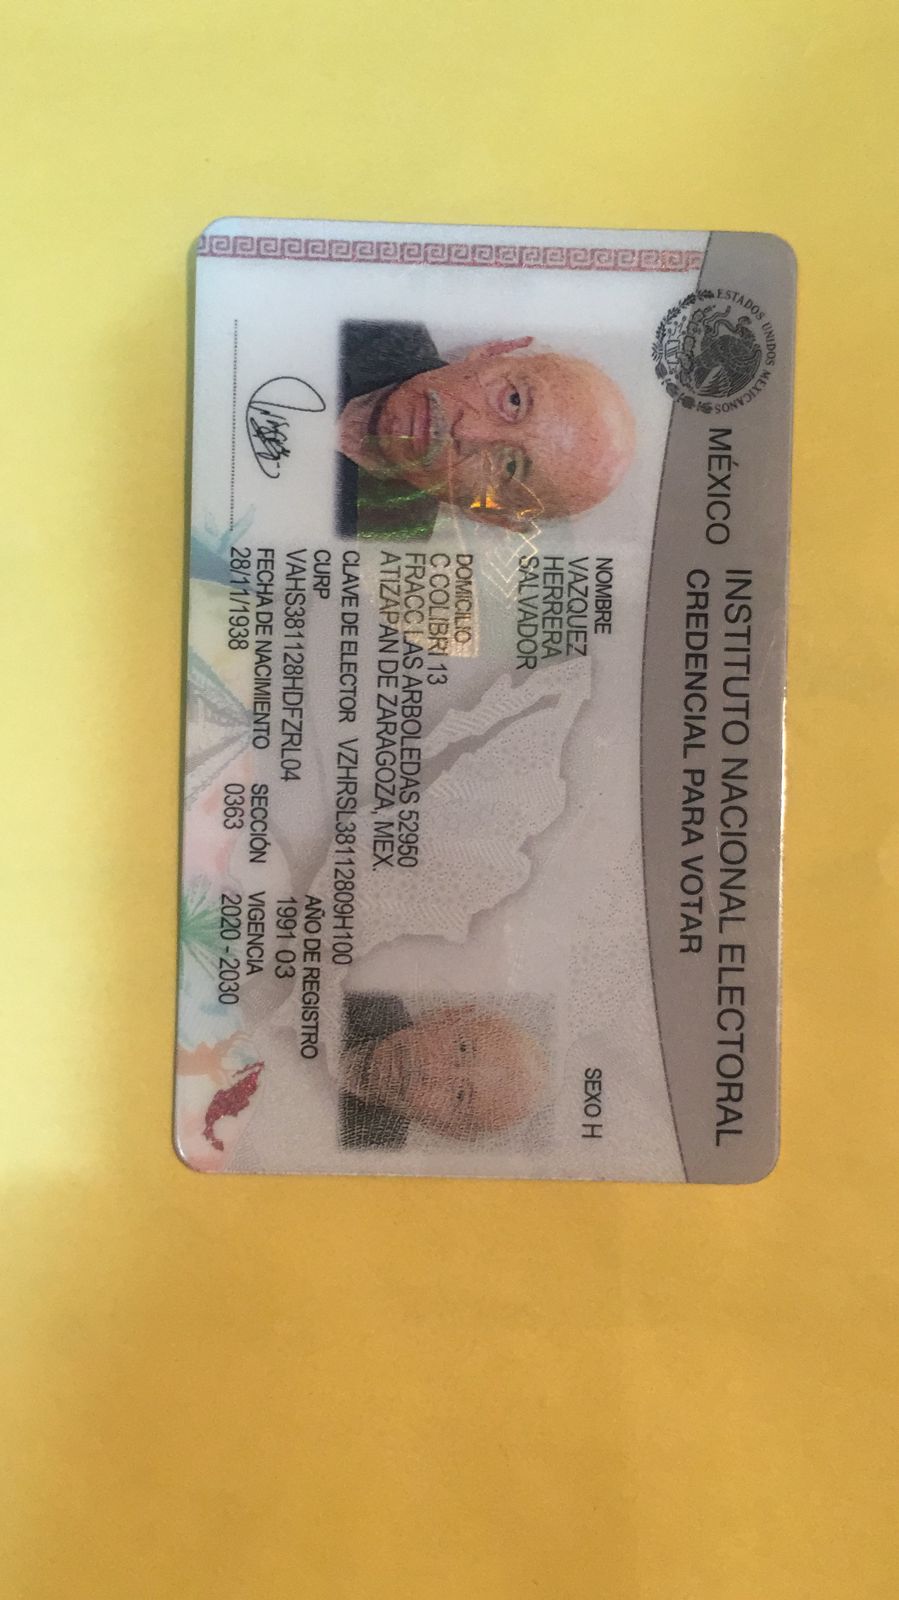 ESTADOS UNIDOS MEXICANOS
MÉXICO
INSTITUTO NACIONAL ELECTORAL
CREDENCIAL PARA VOTAR
NOMBRE
VAZQUEZ
HERRERA
SALVADOR
SEXO H
DOMICILIO
C COLIBRI 13
FRACC LAS ARBOLEDAS 52950
ATIZAPAN DE ZARAGOZA, MEX.
CLAVE DE ELECTOR VZHRSL38112809H100
CURP
VAHS381128HDFZRL04
AÑO DE REGISTRO
1991 03
FECHA DE NACIMIENTO
28/11/1938
SECCIÓN
0363
VIGENCIA
2020 - 2030